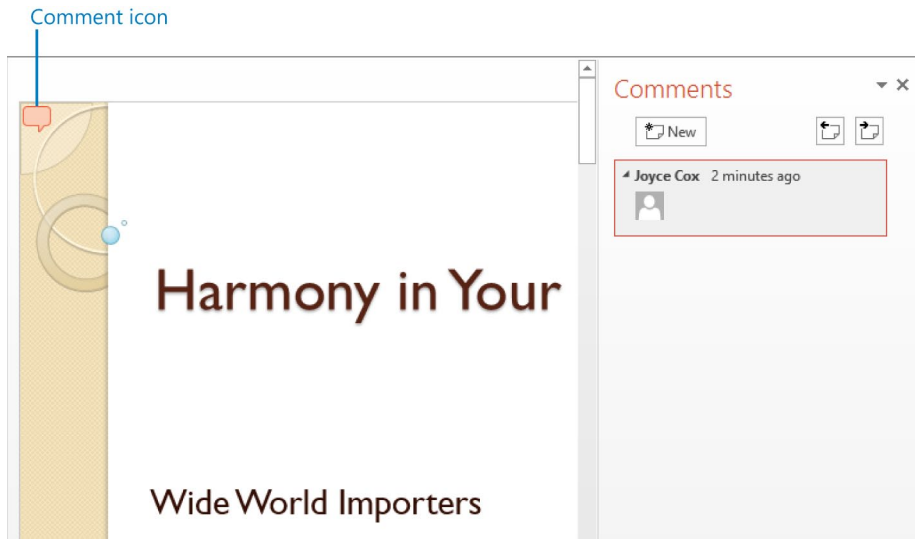 Comment icon
Comments
New
Joyce Cox 2 minutes ago
Harmony in Your
Wide World Importers